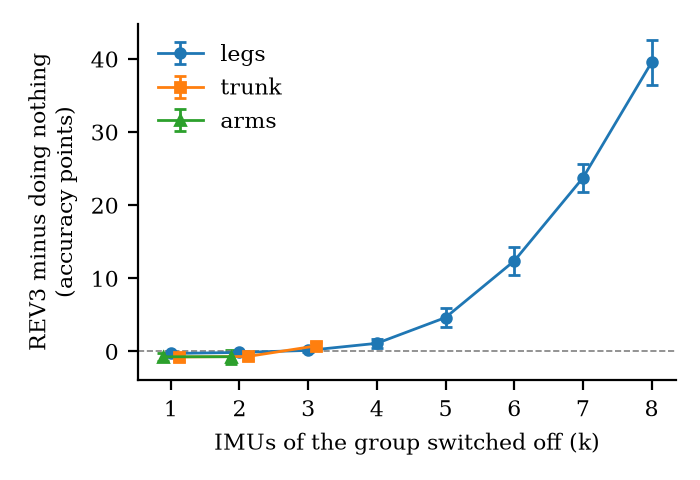 legs
trunk
arms
REV3 minus doing nothing
(accuracy points)
40
30
20
10
0
1 2 3 4 5 6 7 8
IMUs of the group switched off (k)